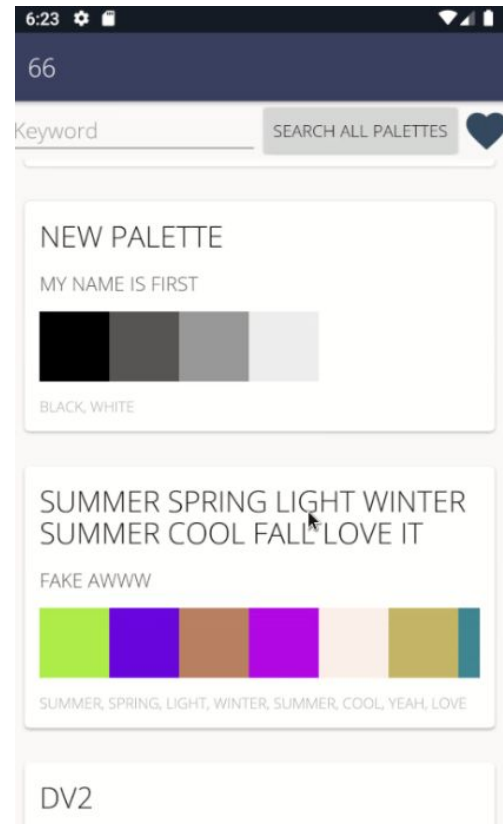 6:23
66
Keyword
SEARCH ALL PALETTES
NEW PALETTE
MY NAME IS FIRST
BLACK, WHITE
SUMMER SPRING LIGHT WINTER
SUMMER COOL FALL LOVE IT
FAKE AWWW
SUMMER, SPRING, LIGHT, WINTER, SUMMER, COOL, YEAH, LOVE
DV2